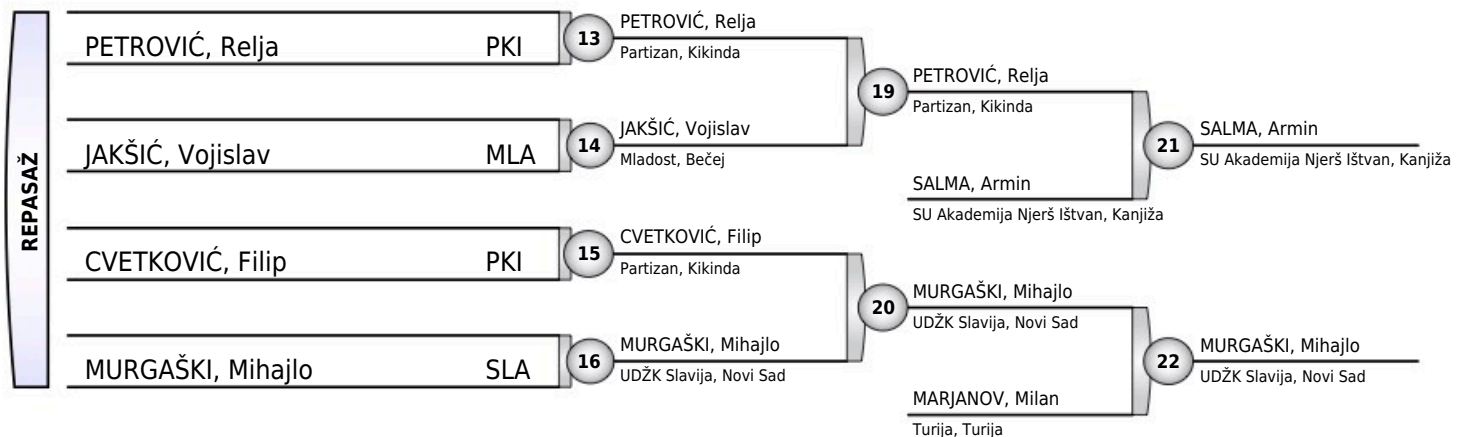 REPASAŽ
PETROVIĆ, Relja PKI
JAKŠIĆ, Vojislav MLA
CVETKOVIĆ, Filip PKI
MURGAŠKI, Mihajlo SLA
13
PETROVIĆ, Relja
Partizan, Kikinda
14
JAKŠIĆ, Vojislav
Mladost, Bečej
15
CVETKOVIĆ, Filip
Partizan, Kikinda
16
MURGAŠKI, Mihajlo
UDŽK Slavija, Novi Sad
19
PETROVIĆ, Relja
Partizan, Kikinda
SALMA, Armin
SU Akademija Njerš Ištvan, Kanjiža
20
MURGAŠKI, Mihajlo
UDŽK Slavija, Novi Sad
MARJANOV, Milan
Turija, Turija
21
SALMA, Armin
SU Akademija Njerš Ištvan, Kanjiža
22
MURGAŠKI, Mihajlo
UDŽK Slavija, Novi Sad